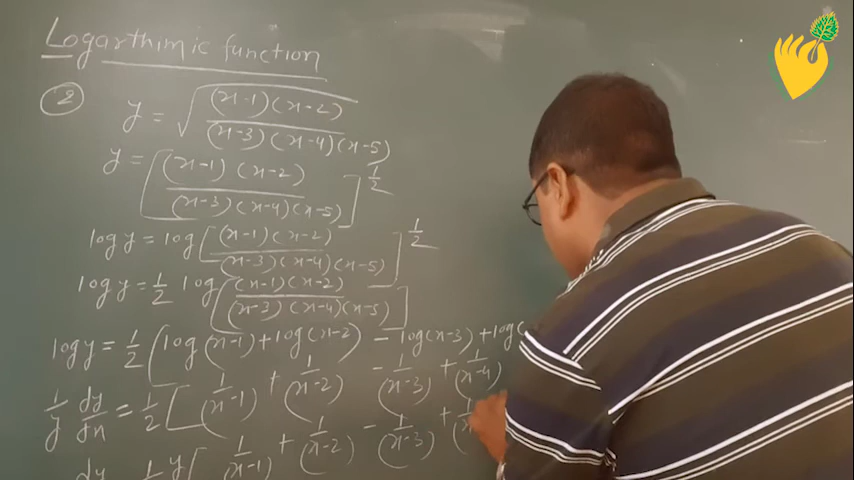 Logarthimic function
2
y = √((x-1)(x-2) / (x-3)(x-4)(x-5))
y = [(x-1)(x-2) / (x-3)(x-4)(x-5)]^1/2
log y = log [(x-1)(x-2) / (x-3)(x-4)(x-5)]^1/2
log y = 1/2 log [(x-1)(x-2) / (x-3)(x-4)(x-5)]
log y = 1/2 (log(x-1) + log(x-2) - log(x-3) + log(
1/y dy/dx = 1/2 [1/(x-1) + 1/(x-2) - 1/(x-3) + 1/(x-4)
dy 1 y [ 1/(x-1) + 1/(x-2) - 1/(x-3) + 1/(x